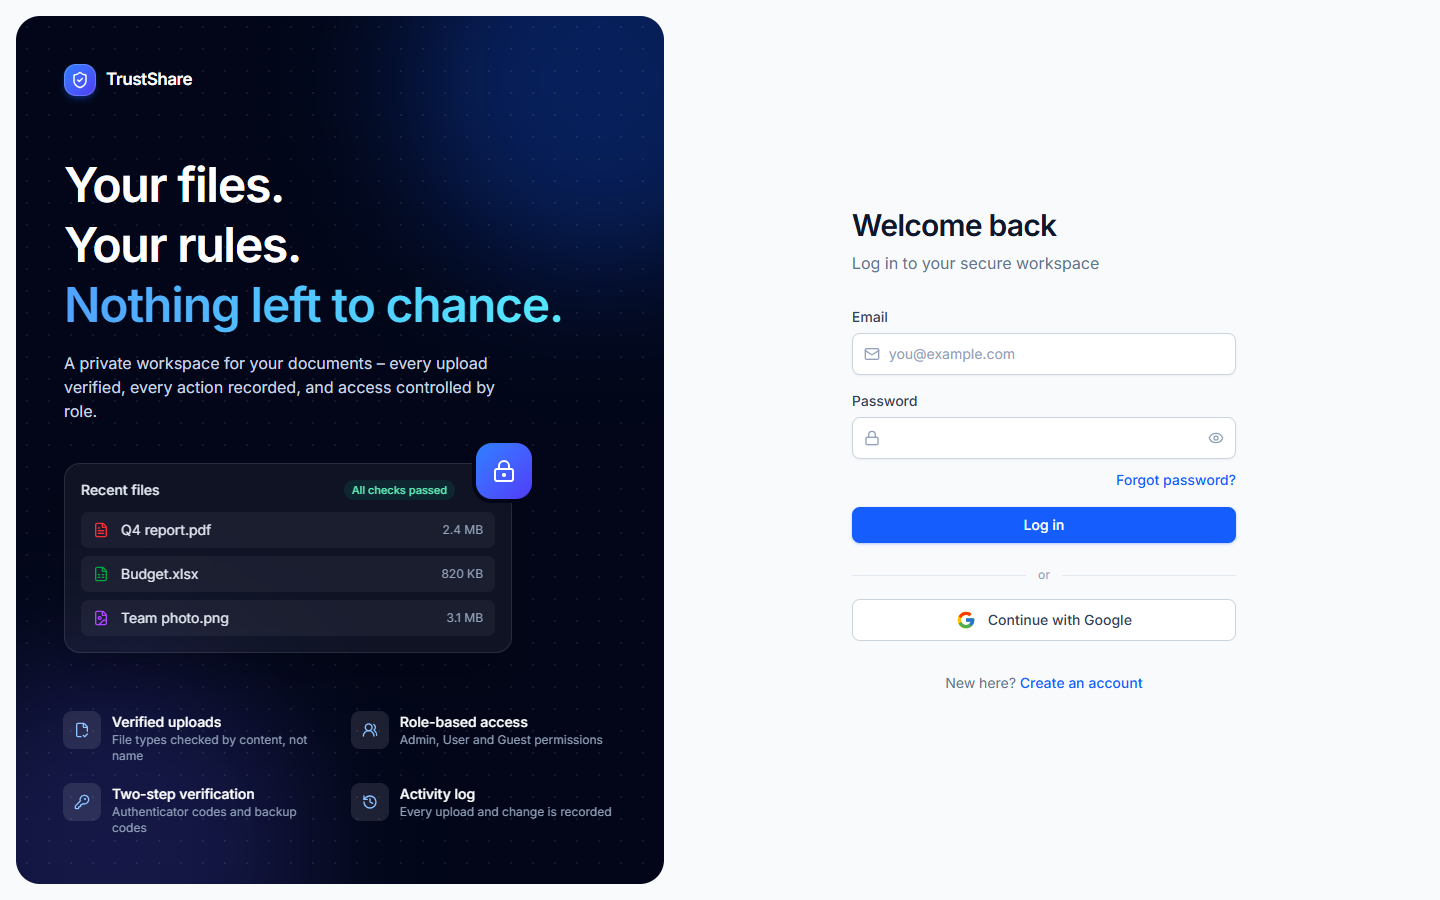 TrustShare
Your files.
Your rules.
Nothing left to chance.
A private workspace for your documents – every upload
verified, every action recorded, and access controlled by
role.
Recent files
All checks passed
Q4 report.pdf
2.4 MB
Budget.xlsx
820 KB
Team photo.png
3.1 MB
Verified uploads
File types checked by content, not
name
Role-based access
Admin, User and Guest permissions
Two-step verification
Authenticator codes and backup
codes
Activity log
Every upload and change is recorded
Welcome back
Log in to your secure workspace
Email
you@example.com
Password
Forgot password?
Log in
or
Continue with Google
New here? Create an account